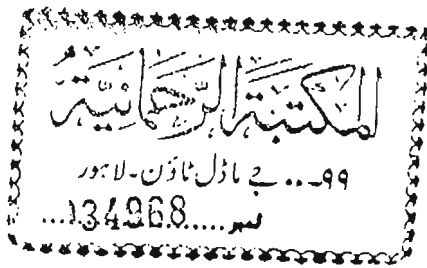 المكتبة الرحمانية
۹۹... جے ماڈل ٹاؤن۔ لاہور
نمبر.....134968...